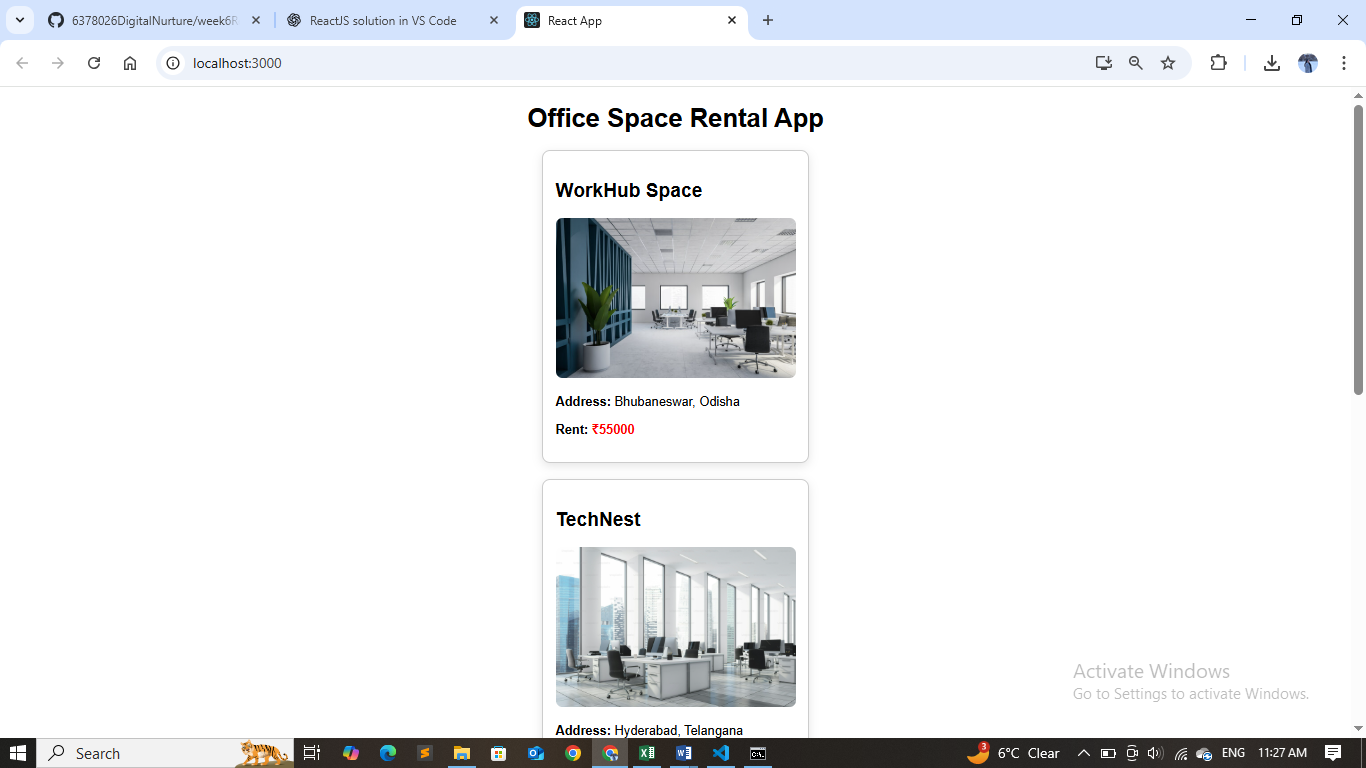 6378026DigitalNurture/week6R
ReactJS solution in VS Code
React App
localhost:3000
Office Space Rental App
WorkHub Space
Address: Bhubaneswar, Odisha
Rent: ₹55000
TechNest
Address: Hyderabad, Telangana
Activate Windows
Go to Settings to activate Windows.
Search
3
6°C Clear
ENG
11:27 AM